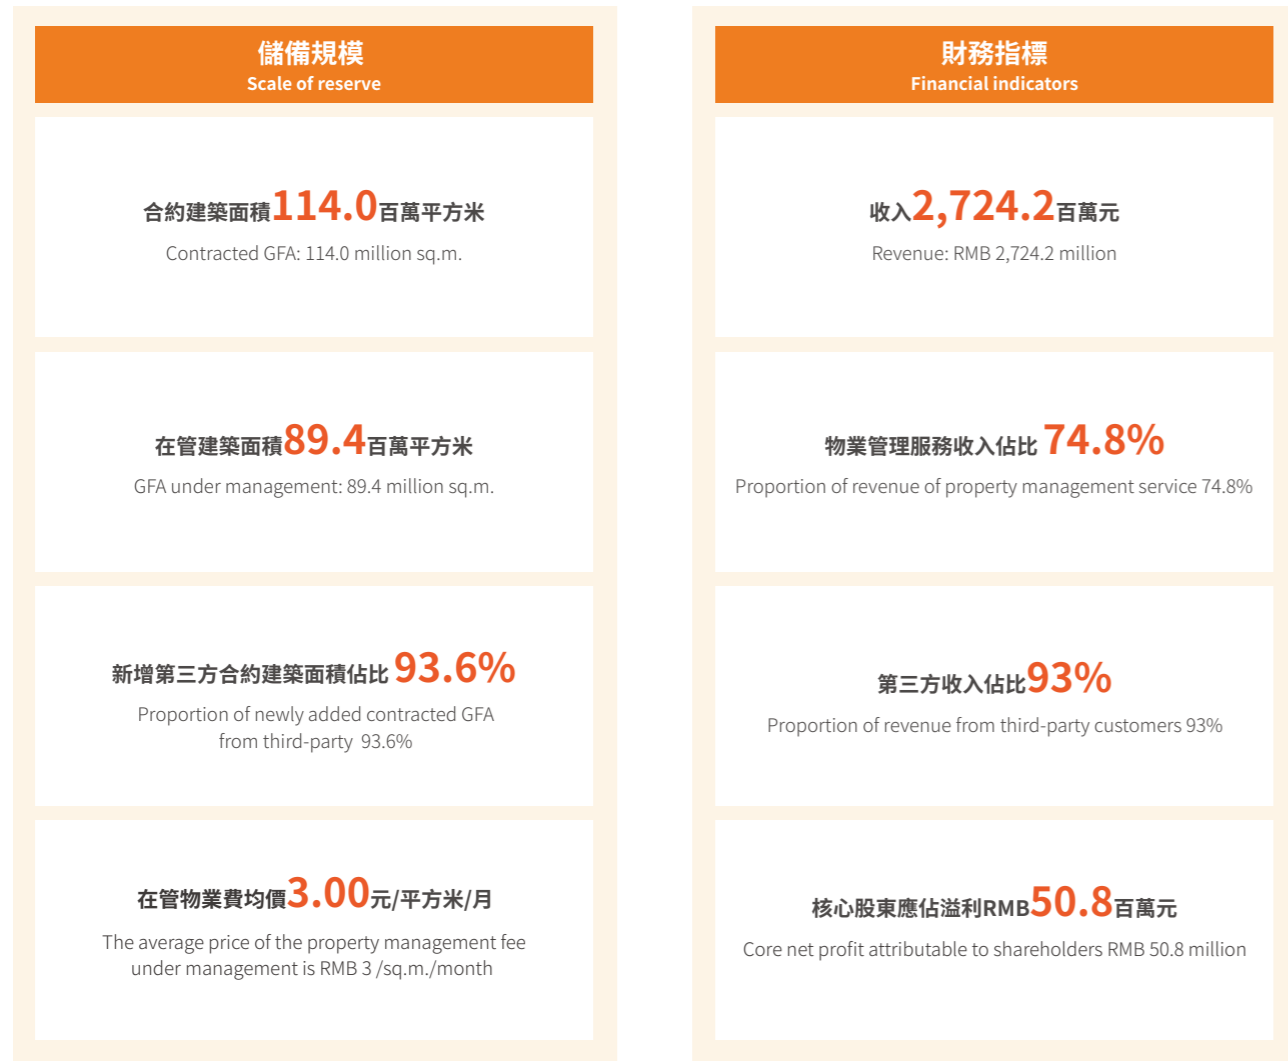 儲備規模
Scale of reserve
合約建築面積114.0百萬平方米
Contracted GFA: 114.0 million sq.m.
在管建築面積89.4百萬平方米
GFA under management: 89.4 million sq.m.
新增第三方合約建築面積佔比 93.6%
Proportion of newly added contracted GFA
from third-party 93.6%
在管物業費均價3.00元/平方米/月
The average price of the property management fee
under management is RMB 3 /sq.m./month
財務指標
Financial indicators
收入2,724.2百萬元
Revenue: RMB 2,724.2 million
物業管理服務收入佔比 74.8%
Proportion of revenue of property management service 74.8%
第三方收入佔比93%
Proportion of revenue from third-party customers 93%
核心股東應佔溢利RMB50.8百萬元
Core net profit attributable to shareholders RMB 50.8 million